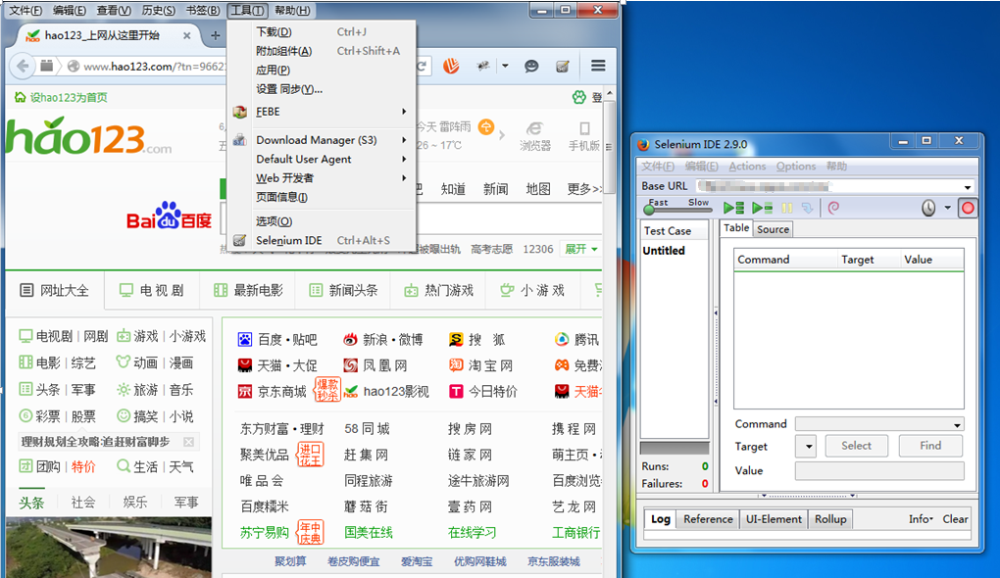 文件(F) 编辑(E) 查看(V) 历史(S) 书签(B) 工具(T) 帮助(H)
hao123_上网从这里开始
www.hao123.com/?tn=9662
下载(D) Ctrl+J
附加组件(A) Ctrl+Shift+A
应用(P)
设置 同步(Y)...
FEBE
Download Manager (S3)
Default User Agent
Web 开发者
页面信息(I)
选项(O)
Selenium IDE Ctrl+Alt+S
设hao123为首页
登
hao123.com
今天 雷阵雨
26 ~ 17℃
浏览器
手机版
Bai du 百度
吧 知道 新闻 地图 更多>>
被曝出轨 高考志愿 12306 展开
网址大全 电 视 剧 最新电影 新闻头条 热门游戏 小 游 戏
电视剧 网剧 游戏 小游戏
电影 综艺 动画 漫画
头条 军事 旅游 音乐
彩票 股票 搞笑 小说
理财规划全攻略:追赶财富脚步
团购 特价 生活 天气
头条 社会 娱乐 军事
百度 • 贴吧 新浪 • 微博 搜 狐 腾讯
天猫 • 大促 凤 凰 网 淘 宝 网 免费
京东商城 爆款秒杀 hao123影视 今日特价 天猫
东方财富 • 理财 58 同 城 搜 房 网 携 程 网
聚美优品 进口花王 赶 集 网 链 家 网 萌主页 •
唯 品 会 同程旅游 途牛旅游网 百度浏览
百度糯米 蘑 菇 街 壹 药 网 艺 龙 网
苏宁易购 年中庆典 国美在线 在线学习 工商银行
聚划算 卷皮购便宜 爱淘宝 优购网鞋城 京东服装城
Selenium IDE 2.9.0
文件(F) 编辑(E) Actions Options 帮助
Base URL
Fast Slow
Test Case
Untitled
Table Source
Command Target Value
Command
Target Select Find
Value
Runs: 0
Failures: 0
Log Reference UI-Element Rollup Info Clear